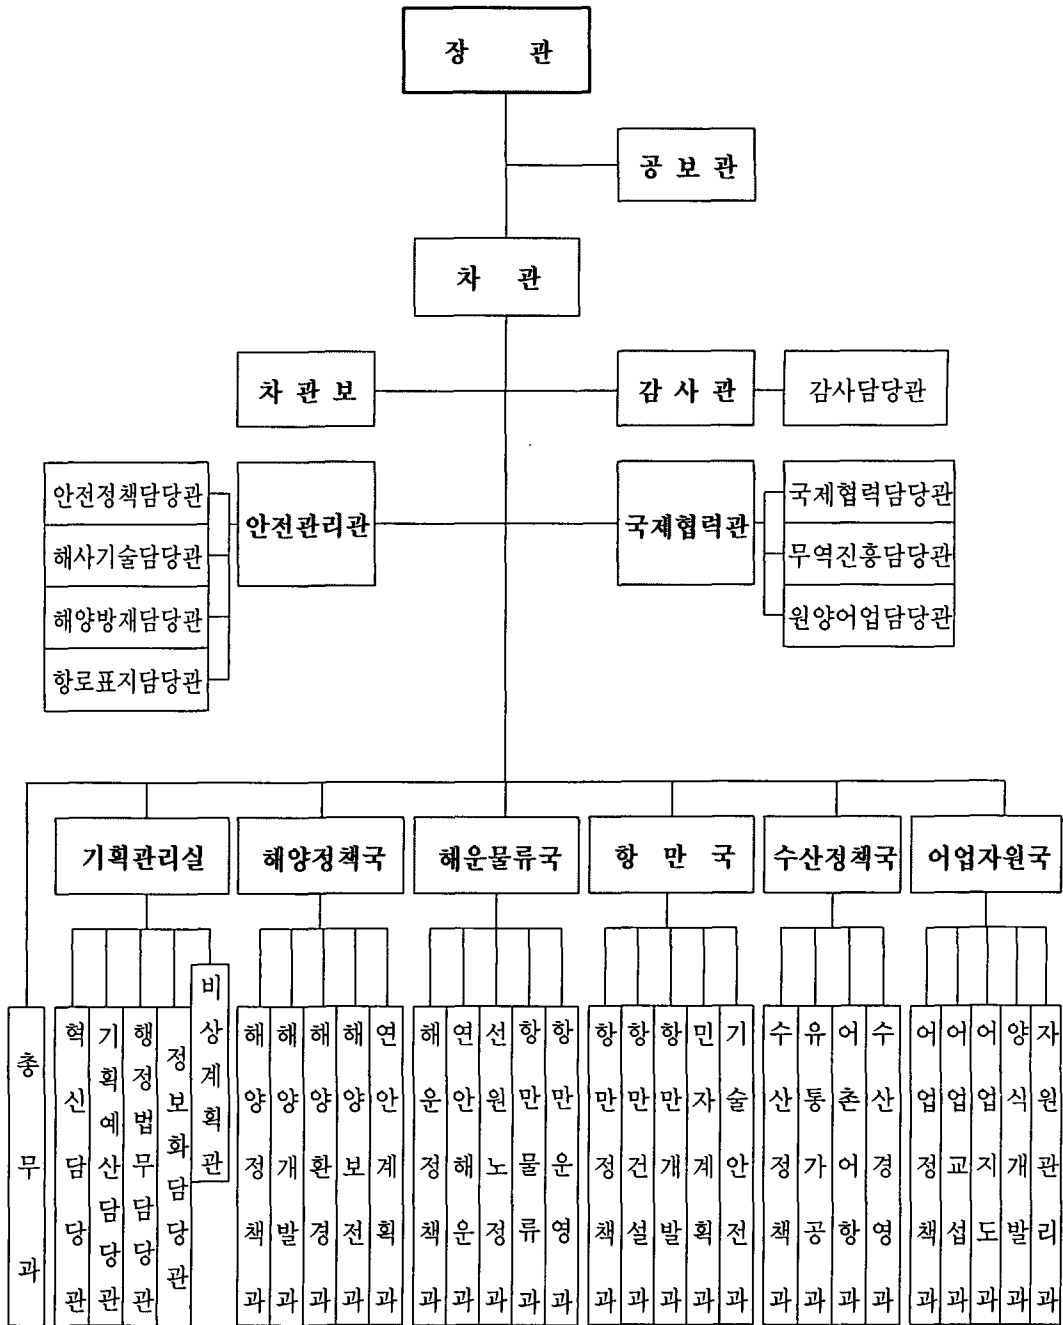 장 관
공 보 관
차 관
차 관 보
감 사 관
감사담당관
안전정책담당관
해사기술담당관
해양방재담당관
항로표지담당관
안전관리관
국제협력관
국제협력담당관
무역진흥담당관
원양어업담당관
기획관리실
해양정책국
해운물류국
항 만 국
수산정책국
어업자원국
총무과
혁신담당관
기획예산담당관
행정법무담당관
정보화담당관
비상계획관
해양정책과
해양개발과
해양환경과
해양보전과
연안계획과
해운정책과
연안해운과
선원노정과
항만물류과
항만운영과
항만정책과
항만건설과
항만개발과
민자계획과
기술안전과
수산정책과
유통가공과
어촌어항과
수산경영과
어업정책과
어업교섭과
어업지도과
양식개발과
자원관리과